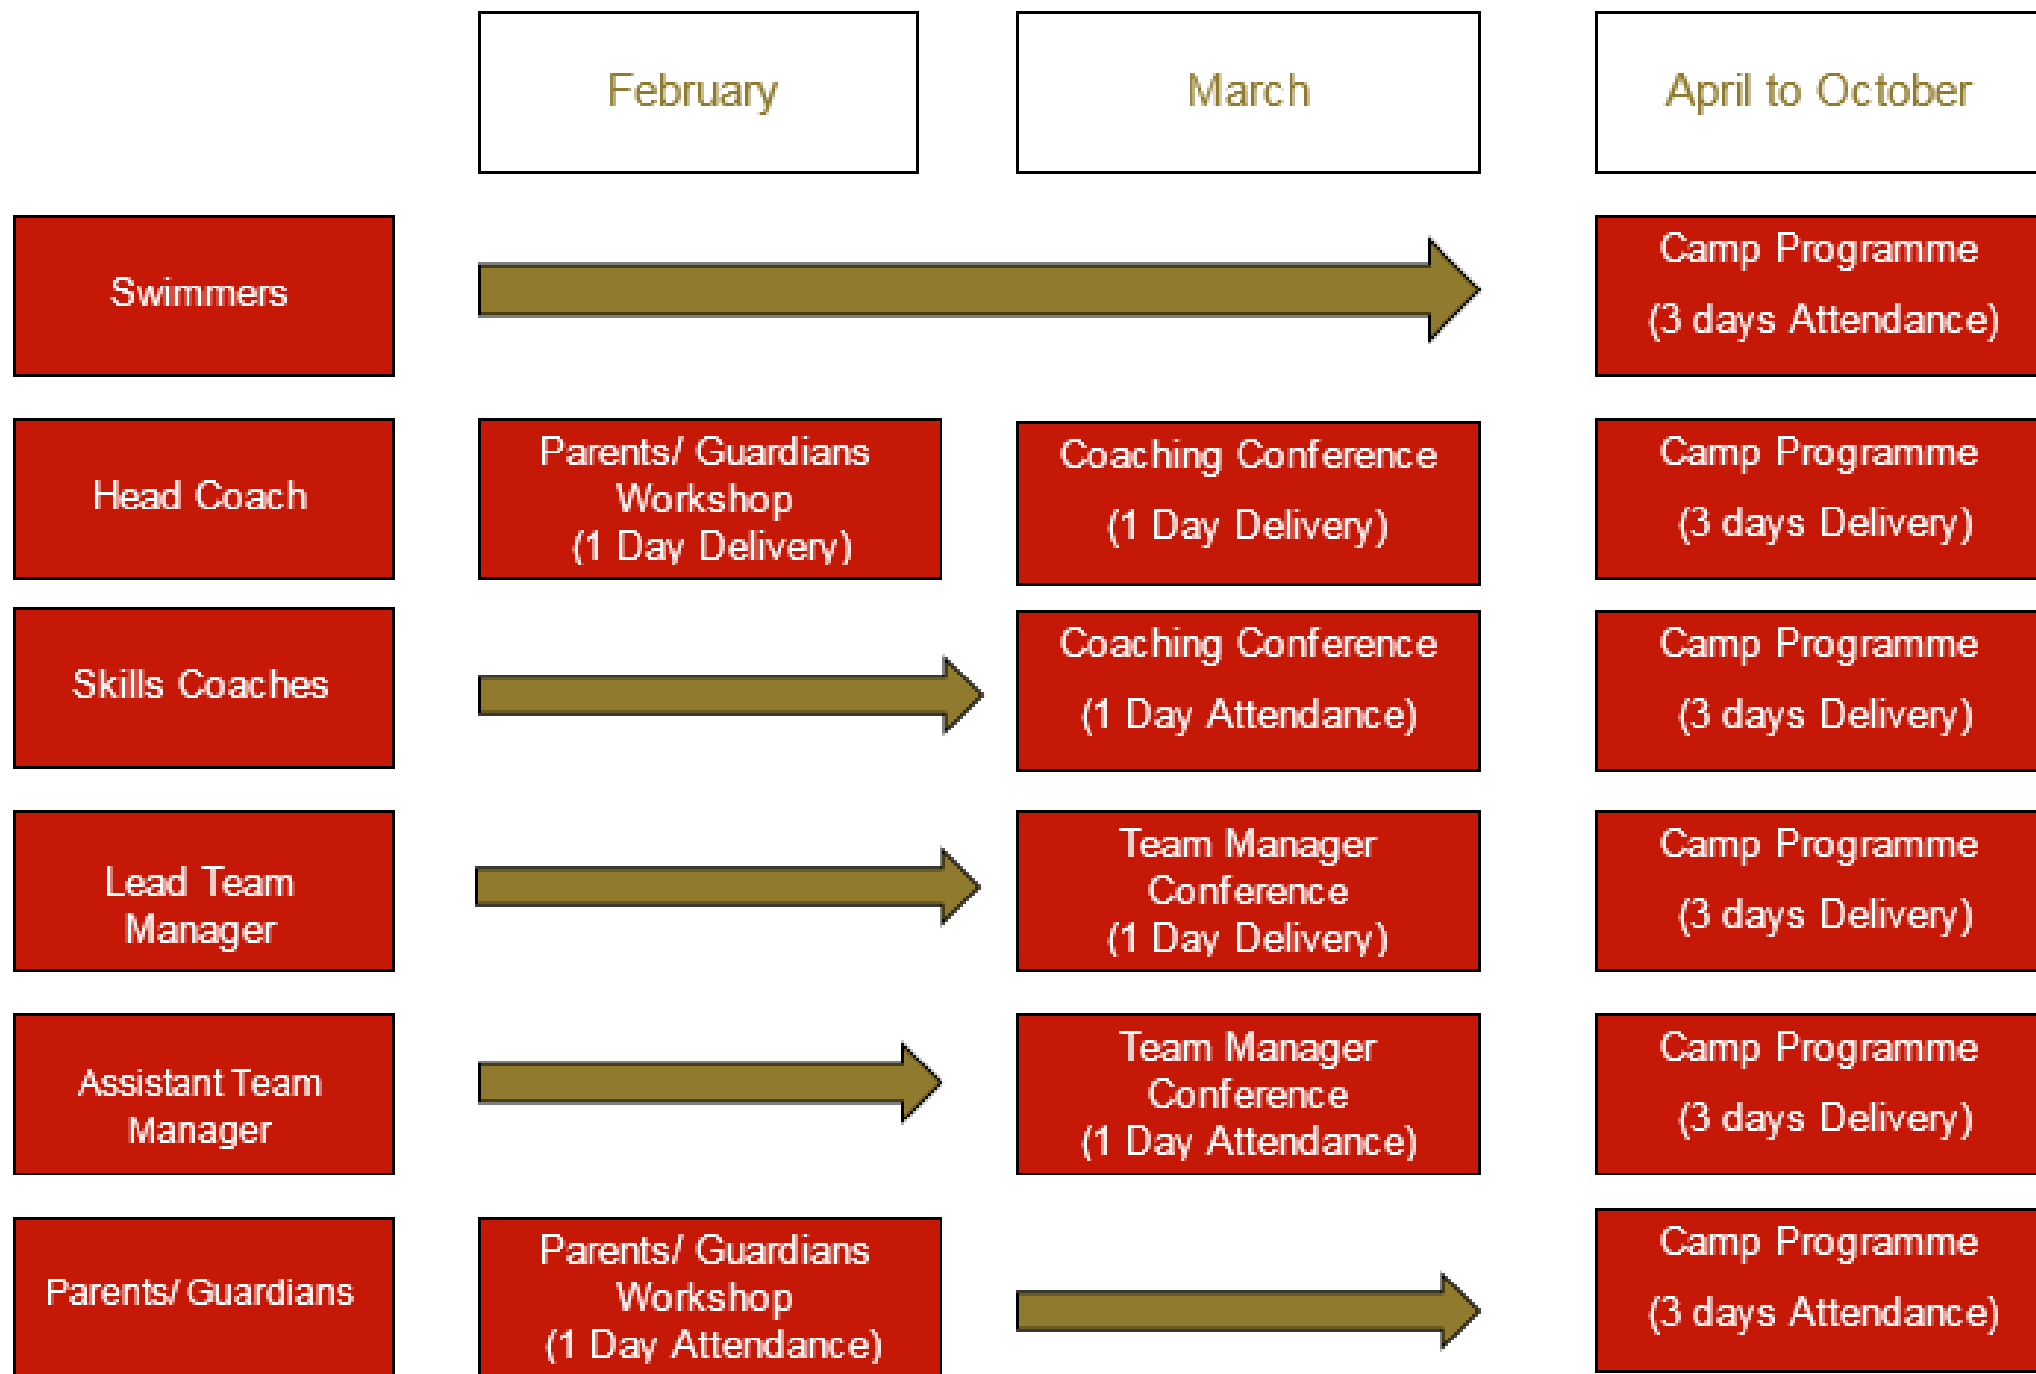 February
March
April to October
Swimmers
Camp Programme
(3 days Attendance)
Head Coach
Parents/ Guardians
Workshop
(1 Day Delivery)
Coaching Conference
(1 Day Delivery)
Camp Programme
(3 days Delivery)
Skills Coaches
Coaching Conference
(1 Day Attendance)
Camp Programme
(3 days Delivery)
Lead Team
Manager
Team Manager
Conference
(1 Day Delivery)
Camp Programme
(3 days Delivery)
Assistant Team
Manager
Team Manager
Conference
(1 Day Attendance)
Camp Programme
(3 days Delivery)
Parents/ Guardians
Parents/ Guardians
Workshop
(1 Day Attendance)
Camp Programme
(3 days Attendance)